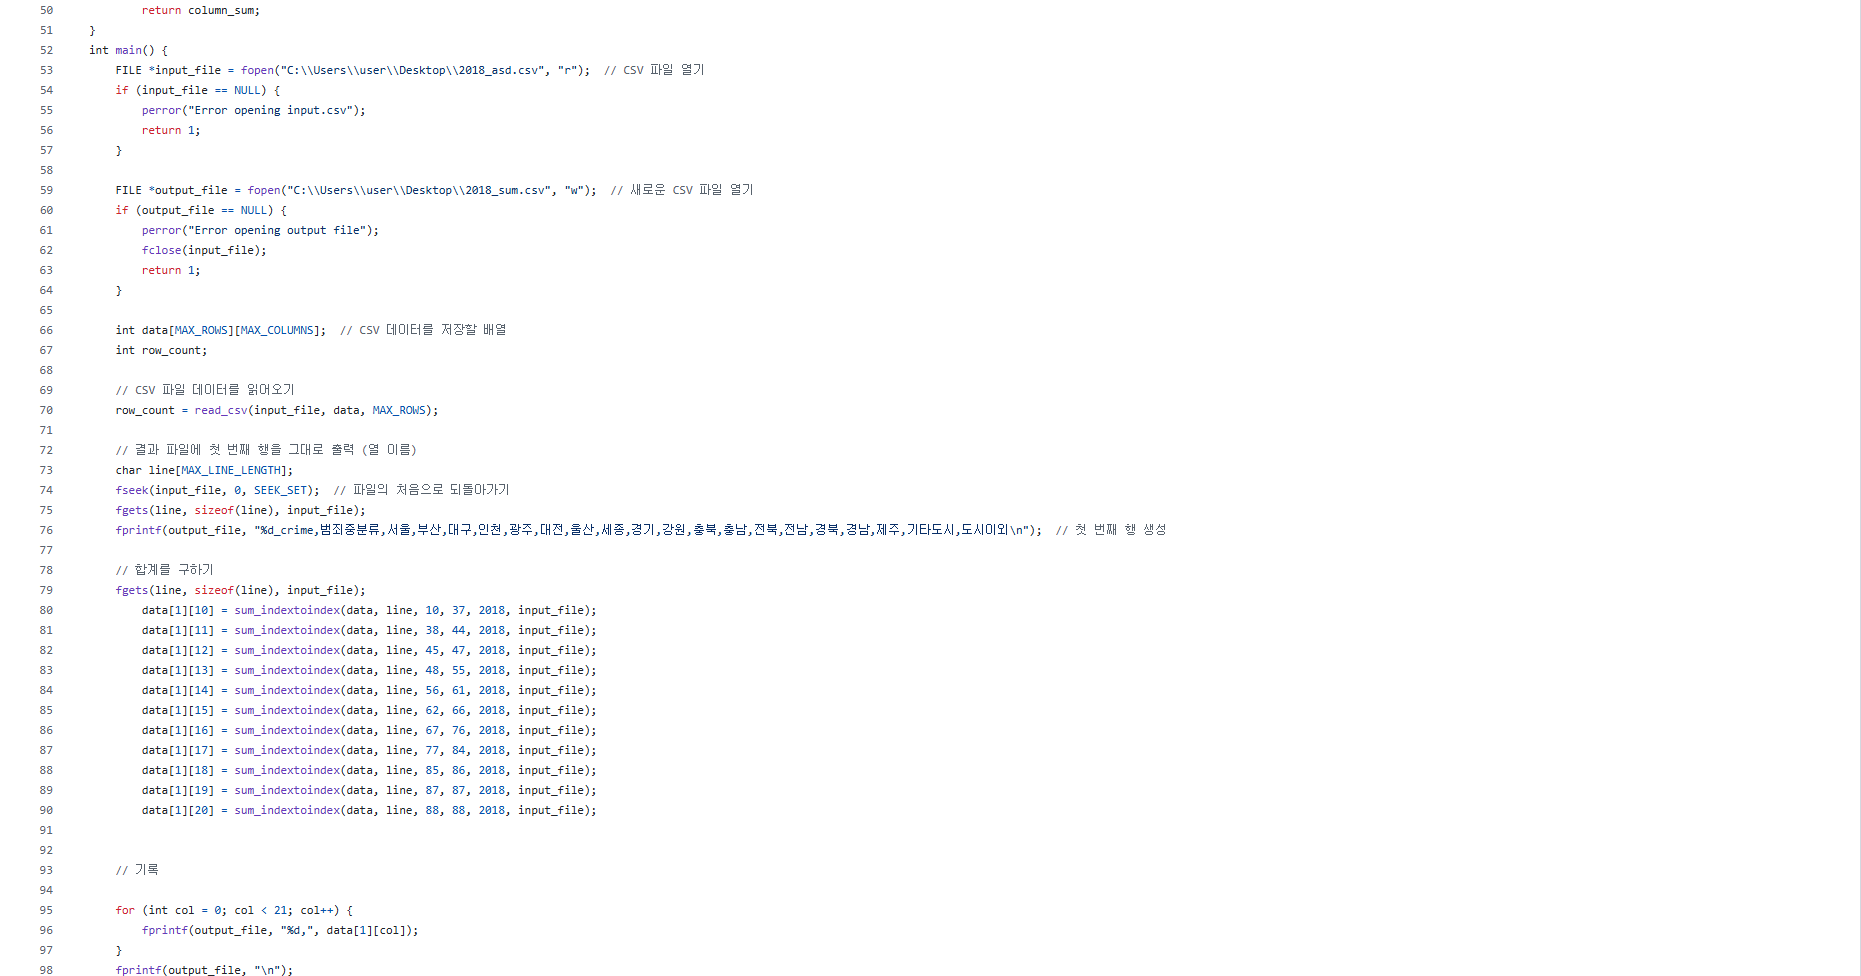 50 return column_sum;
51 }
52 int main() {
53 FILE *input_file = fopen("C:\\Users\\user\\Desktop\\2018_asd.csv", "r");  // CSV 파일 열기
54 if (input_file == NULL) {
55 perror("Error opening input.csv");
56 return 1;
57 }
58
59 FILE *output_file = fopen("C:\\Users\\user\\Desktop\\2018_sum.csv", "w");  // 새로운 CSV 파일 열기
60 if (output_file == NULL) {
61 perror("Error opening output file");
62 fclose(input_file);
63 return 1;
64 }
65
66 int data[MAX_ROWS][MAX_COLUMNS];  // CSV 데이터를 저장할 배열
67 int row_count;
68
69 // CSV 파일 데이터를 읽어오기
70 row_count = read_csv(input_file, data, MAX_ROWS);
71
72 // 결과 파일에 첫 번째 행을 그대로 출력 (열 이름)
73 char line[MAX_LINE_LENGTH];
74 fseek(input_file, 0, SEEK_SET);  // 파일의 처음으로 되돌아가기
75 fgets(line, sizeof(line), input_file);
76 fprintf(output_file, "%d_crime,범죄중분류,서울,부산,대구,인천,광주,대전,울산,세종,경기,강원,충북,충남,전북,전남,경북,경남,제주,기타도시,도시이외\n");  // 첫 번째 행 생성
77
78 // 합계를 구하기
79 fgets(line, sizeof(line), input_file);
80 data[1][10] = sum_indextoindex(data, line, 10, 37, 2018, input_file);
81 data[1][11] = sum_indextoindex(data, line, 38, 44, 2018, input_file);
82 data[1][12] = sum_indextoindex(data, line, 45, 47, 2018, input_file);
83 data[1][13] = sum_indextoindex(data, line, 48, 55, 2018, input_file);
84 data[1][14] = sum_indextoindex(data, line, 56, 61, 2018, input_file);
85 data[1][15] = sum_indextoindex(data, line, 62, 66, 2018, input_file);
86 data[1][16] = sum_indextoindex(data, line, 67, 76, 2018, input_file);
87 data[1][17] = sum_indextoindex(data, line, 77, 84, 2018, input_file);
88 data[1][18] = sum_indextoindex(data, line, 85, 86, 2018, input_file);
89 data[1][19] = sum_indextoindex(data, line, 87, 87, 2018, input_file);
90 data[1][20] = sum_indextoindex(data, line, 88, 88, 2018, input_file);
91
92
93 // 기록
94
95 for (int col = 0; col < 21; col++) {
96 fprintf(output_file, "%d,", data[1][col]);
97 }
98 fprintf(output_file, "\n");